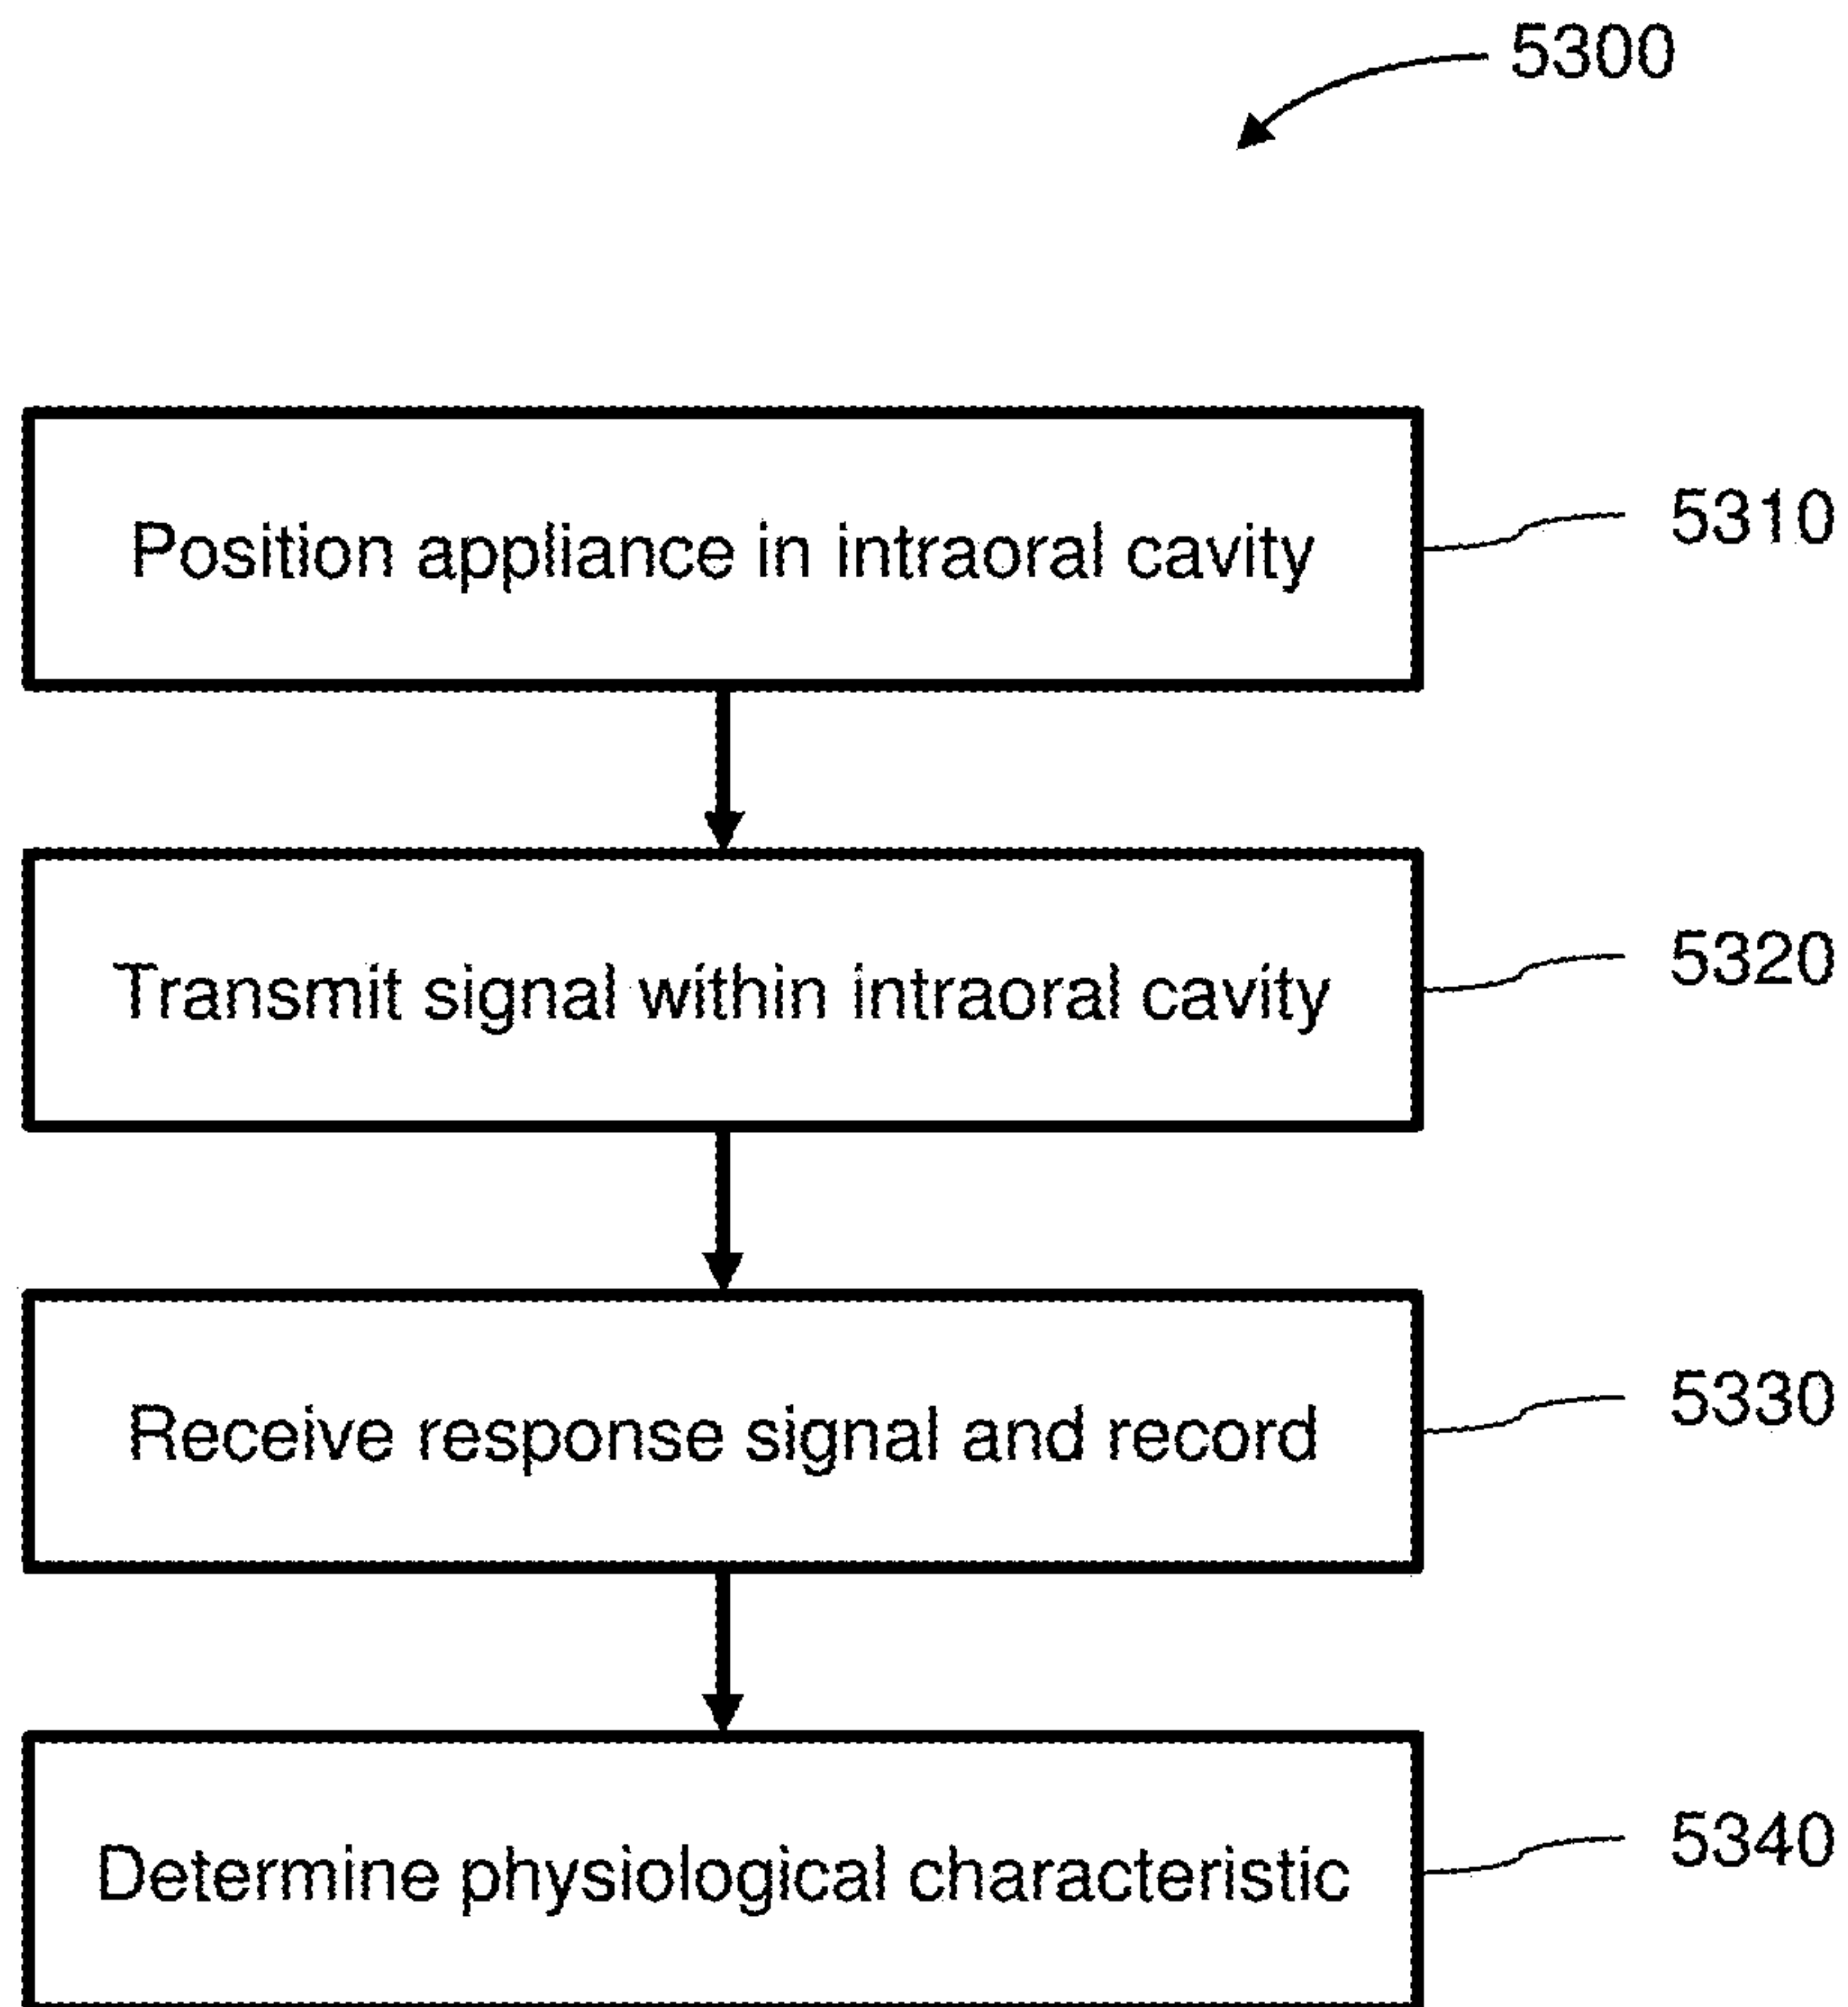 5300
Position appliance in intraoral cavity
5310
Transmit signal within intraoral cavity
5320
Receive response signal and record
5330
Determine physiological characteristic
5340